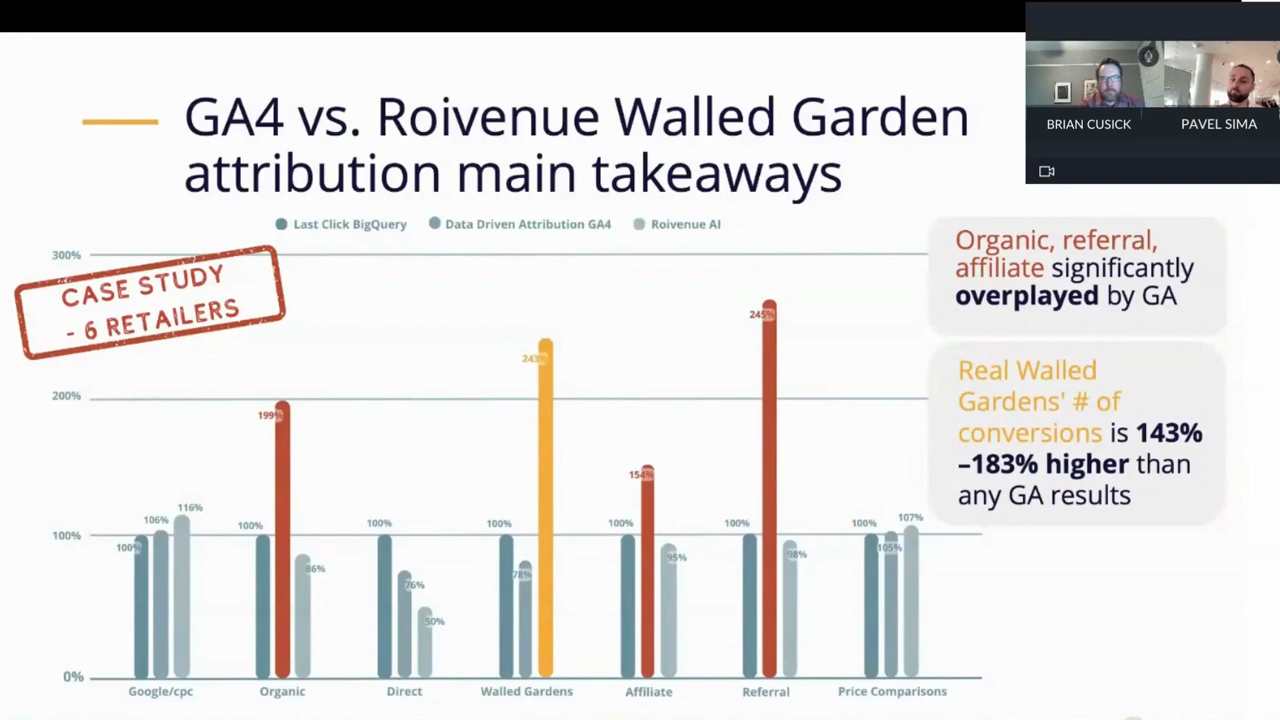 GA4 vs. Roivenue Walled Garden
attribution main takeaways
BRIAN CUSICK
PAVEL SIMA
Last Click BigQuery
Data Driven Attribution GA4
Roivenue AI
CASE STUDY
- 6 RETAILERS
300%
200%
100%
0%
100%
106%
116%
100%
199%
86%
100%
76%
50%
100%
78%
243%
100%
154%
95%
100%
245%
98%
100%
105%
107%
Google/cpc
Organic
Direct
Walled Gardens
Affiliate
Referral
Price Comparisons
Organic, referral,
affiliate significantly
overplayed by GA
Real Walled
Gardens' # of
conversions is 143%
–183% higher than
any GA results